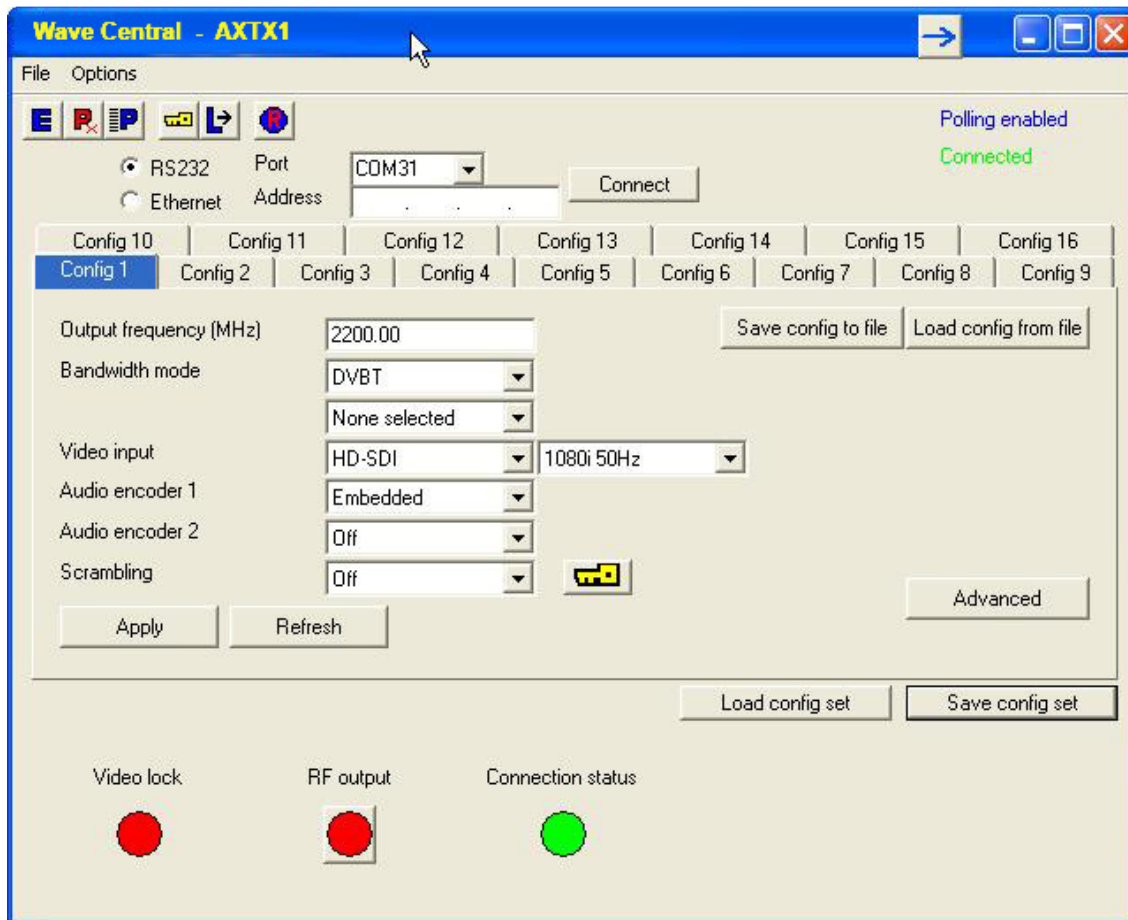 Wave Central - AXTX1
File Options
E Rx P L R
Polling enabled
RS232 Port COM31
Connected
Ethernet Address . . . Connect
Config 10 Config 11 Config 12 Config 13 Config 14 Config 15 Config 16
Config 1 Config 2 Config 3 Config 4 Config 5 Config 6 Config 7 Config 8 Config 9
Output frequency (MHz) 2200.00 Save config to file Load config from file
Bandwidth mode DVBT
None selected
Video input HD-SDI 1080i 50Hz
Audio encoder 1 Embedded
Audio encoder 2 Off
Scrambling Off
Advanced
Apply Refresh
Load config set Save config set
Video lock RF output Connection status